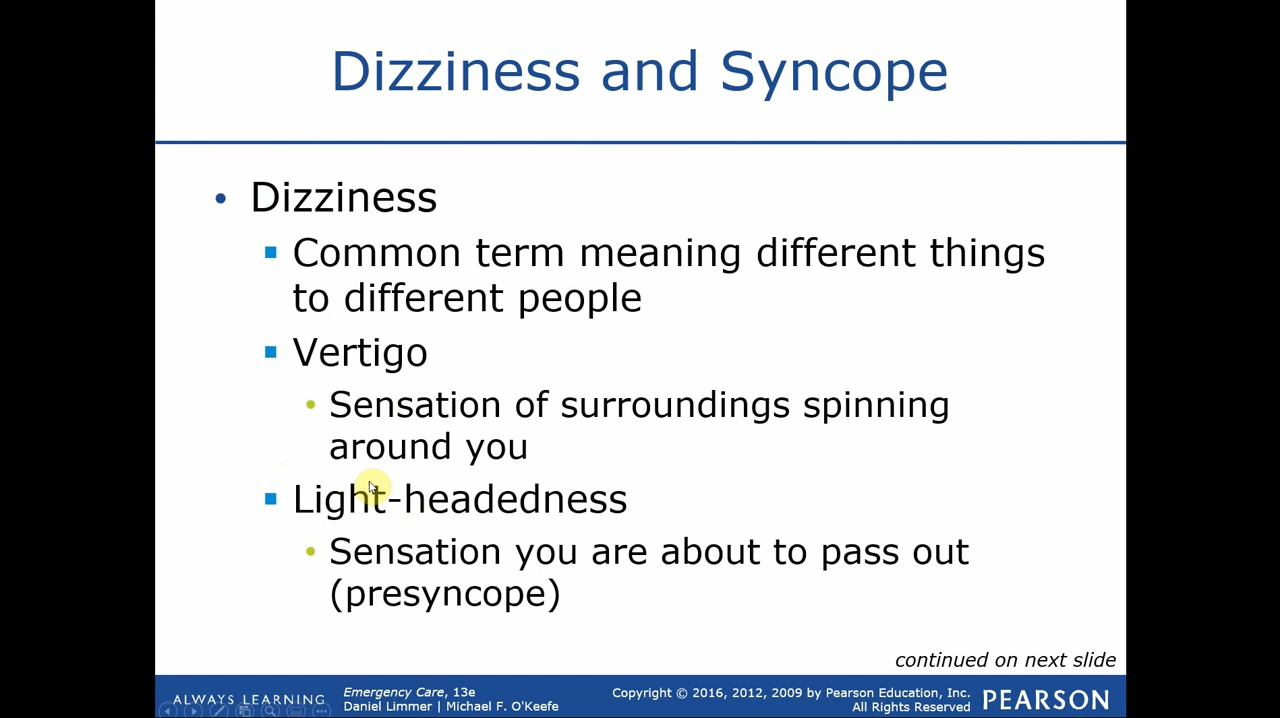 Dizziness and Syncope
• Dizziness
▪ Common term meaning different things
to different people
▪ Vertigo
• Sensation of surroundings spinning
around you
▪ Light-headedness
• Sensation you are about to pass out
(presyncope)
continued on next slide
ALWAYS LEARNING
Emergency Care, 13e
Daniel Limmer | Michael F. O'Keefe
Copyright © 2016, 2012, 2009 by Pearson Education, Inc.
All Rights Reserved
PEARSON